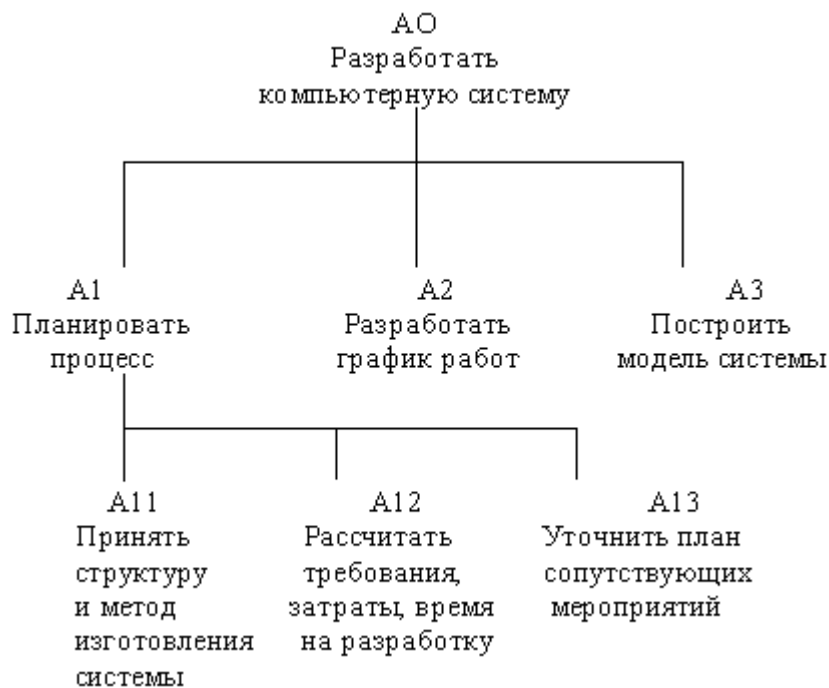 АО
Разработать
компьютерную систему
А1
Планировать
процесс
А2
Разработать
график работ
А3
Построить
модель системы
А11
Принять
структуру
и метод
изготовления
системы
А12
Рассчитать
требования,
затраты, время
на разработку
А13
Уточнить план
сопутствующих
мероприятий